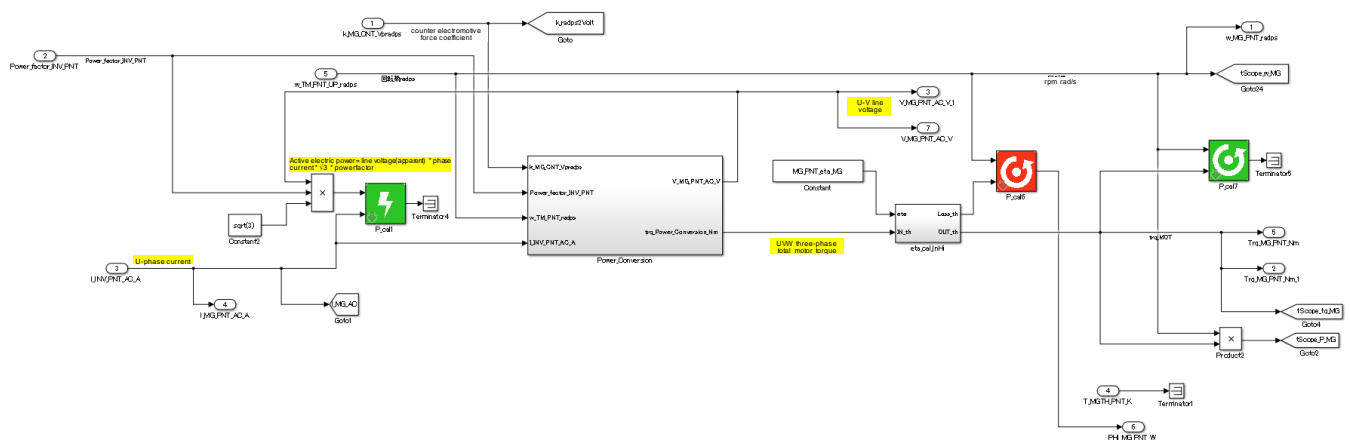 1
k_MG_CNT_Vpradps
counter electromotive
force coefficient
k_radps2Volt
Goto
2
Power_factor_INV_PNT
Power_factor_INV_PNT
5
w_TM_PNT_UP_radps
1
w_MG_PNT_radps
rpm rad/s
tScope_w_MG
Goto24
U-V line
voltage
3
V_MG_PNT_AC_V_1
7
V_MG_PNT_AC_V
Active electric power= line voltage(apparent) * phase
current * √3 * powerfactor
×
sqrt(3)
Constant2
P_cal1
Terminator4
k_MG_CNT_Vpradps
Power_factor_INV_PNT
w_TM_PNT_radps
I_INV_PNT_AC_A
V_MG_PNT_AC_V
trq_Power_Conversion_Nm
Power_Conversion
MG_PNT_eta_MG
Constant
eta
IN_th
Loss_th
OUT_th
eta_cal_InHi
P_cal6
P_cal7
Terminator5
UVW three-phase
total motor torque
U-phase current
3
I_INV_PNT_AC_A
4
I_MG_PNT_AC_A
I_MG_AC
Goto1
trq_MOT
5
Trq_MG_PNT_Nm
2
Trq_MG_PNT_Nm_1
tScope_tq_MG
Goto4
×
Product2
tScope_P_MG
Goto2
4
T_MGTH_PNT_K
Terminator1
6
PHI_MG_PNT_W